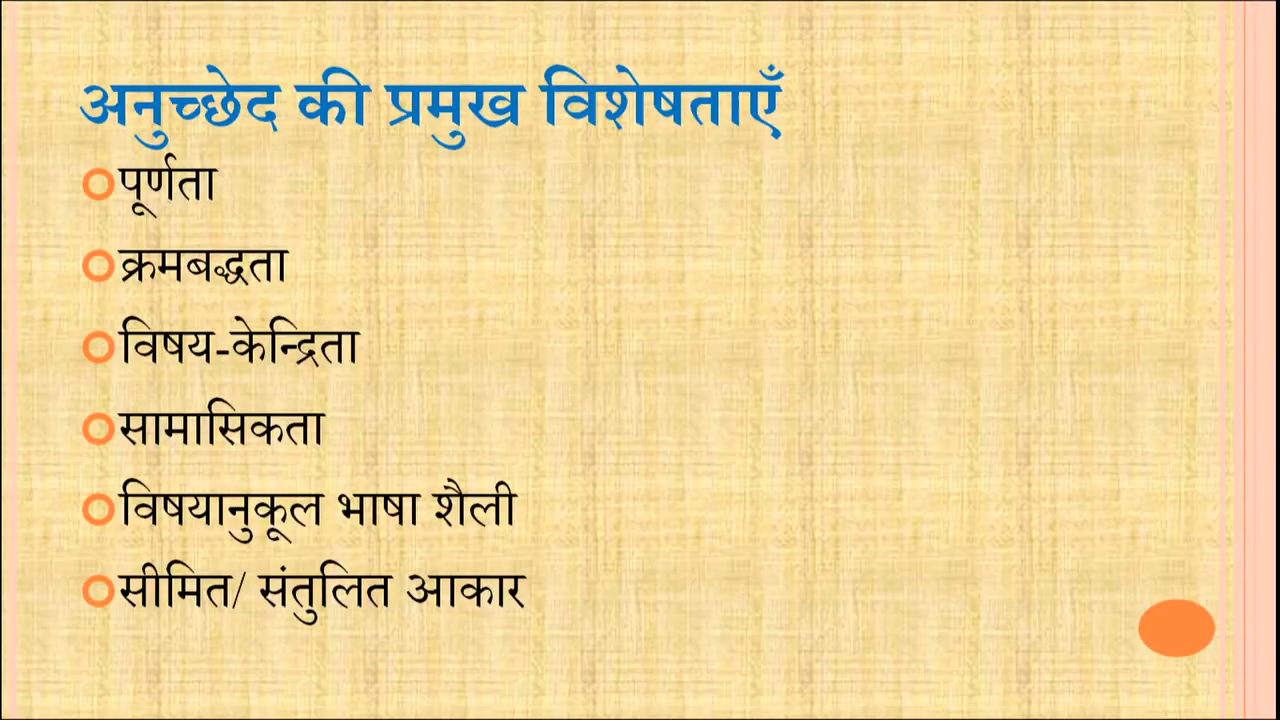 अनुच्छेद की प्रमुख विशेषताएँ
पूर्णता
क्रमबद्धता
विषय-केन्द्रिता
सामासिकता
विषयानुकूल भाषा शैली
सीमित/ संतुलित आकार